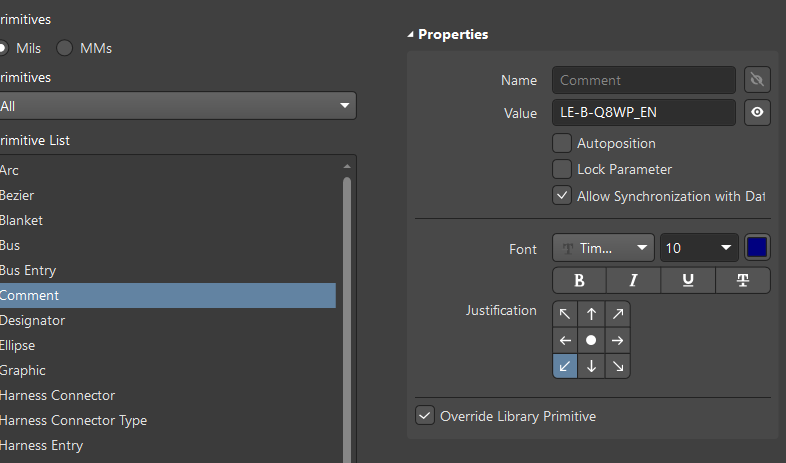 rimitives
Mils
MMs
rimitives
All
rimitive List
Arc
Bezier
Blanket
Bus
Bus Entry
Comment
Designator
Ellipse
Graphic
Harness Connector
Harness Connector Type
Harness Entry
Properties
Name Comment
Value LE-B-Q8WP_EN
Autoposition
Lock Parameter
Allow Synchronization with Dat
Font T Tim... 10
B I U T
Justification
Override Library Primitive